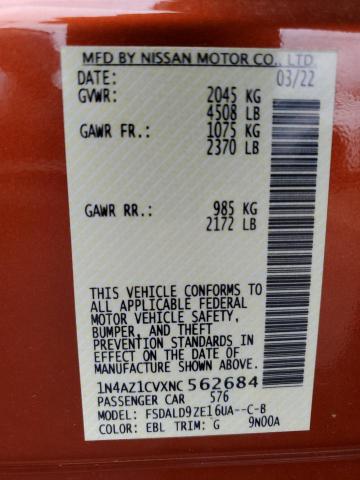 MFD BY NISSAN MOTOR CO., LTD.
DATE: 03/22
GVWR: 2045 KG
4508 LB
GAWR FR.: 1075 KG
2370 LB
GAWR RR.: 985 KG
2172 LB
THIS VEHICLE CONFORMS TO
ALL APPLICABLE FEDERAL
MOTOR VEHICLE SAFETY,
BUMPER, AND THEFT
PREVENTION STANDARDS IN
EFFECT ON THE DATE OF
MANUFACTURE SHOWN ABOVE.
1N4AZ1CVXNC562684
PASSENGER CAR 576
MODEL: FSDALD9ZE16UA--C-B
COLOR: EBL TRIM: G 9N00A